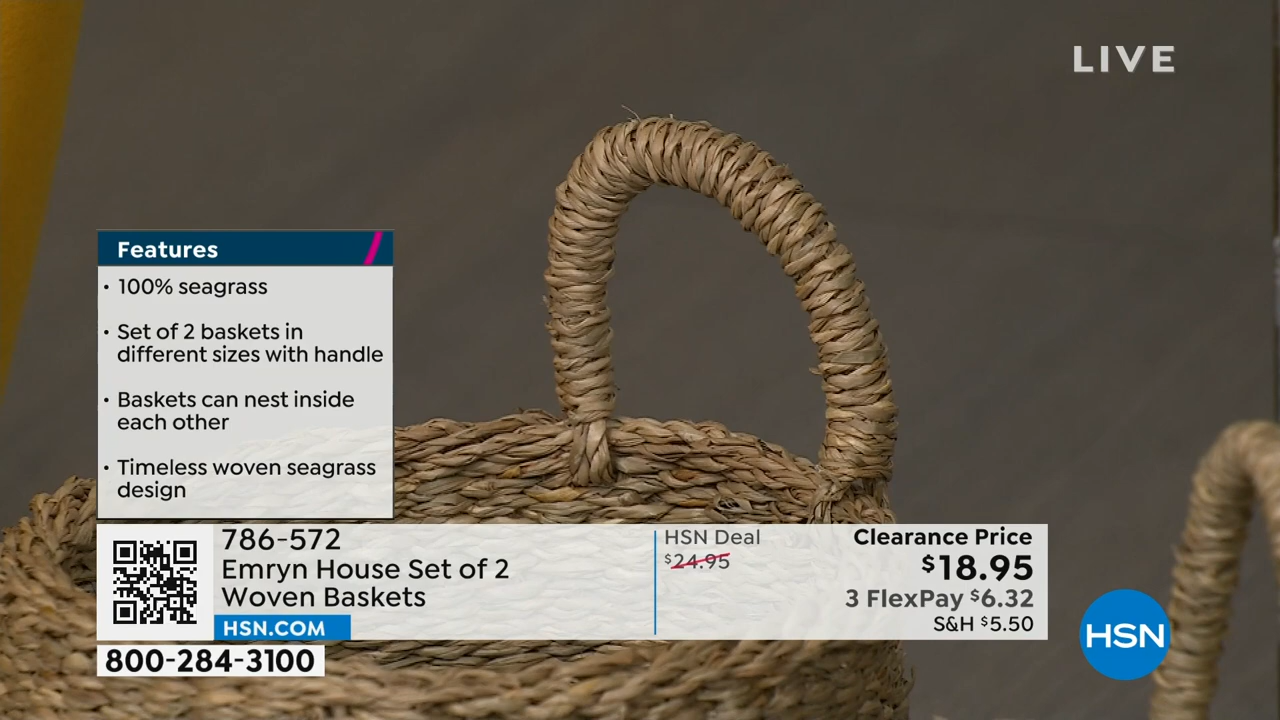 LIVE
Features
• 100% seagrass
• Set of 2 baskets in
different sizes with handle
• Baskets can nest inside
each other
• Timeless woven seagrass
design
786-572
Emryn House Set of 2
Woven Baskets
HSN.COM
800-284-3100
HSN Deal
$24.95
Clearance Price
$18.95
3 FlexPay $6.32
S&H $5.50
HSN